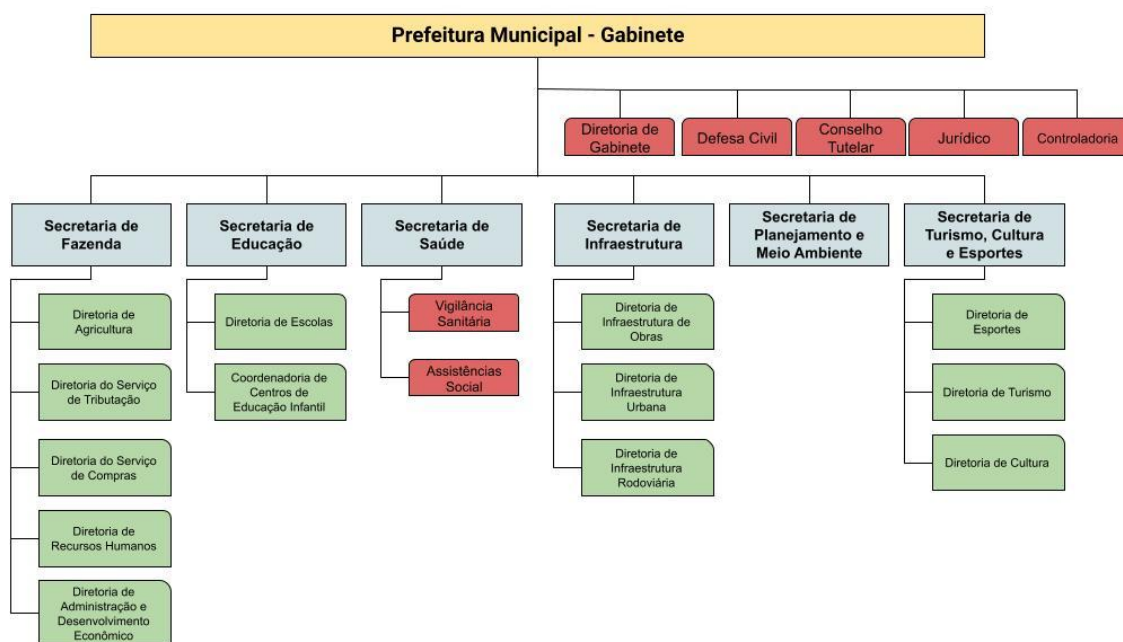 Prefeitura Municipal - Gabinete
Diretoria de
Gabinete
Defesa Civil
Conselho
Tutelar
Jurídico
Controladoria
Secretaria de
Fazenda
Secretaria de
Educação
Secretaria de
Saúde
Secretaria de
Infraestrutura
Secretaria de
Planejamento e
Meio Ambiente
Secretaria de
Turismo, Cultura
e Esportes
Diretoria de
Agricultura
Diretoria do Serviço
de Tributação
Diretoria do Serviço
de Compras
Diretoria de
Recursos Humanos
Diretoria de
Administração e
Desenvolvimento
Econômico
Diretoria de Escolas
Coordenadoria de
Centros de
Educação Infantil
Vigilância
Sanitária
Assistências
Social
Diretoria de
Infraestrutura de
Obras
Diretoria de
Infraestrutura
Urbana
Diretoria de
Infraestrutura
Rodoviária
Diretoria de
Esportes
Diretoria de Turismo
Diretoria de Cultura